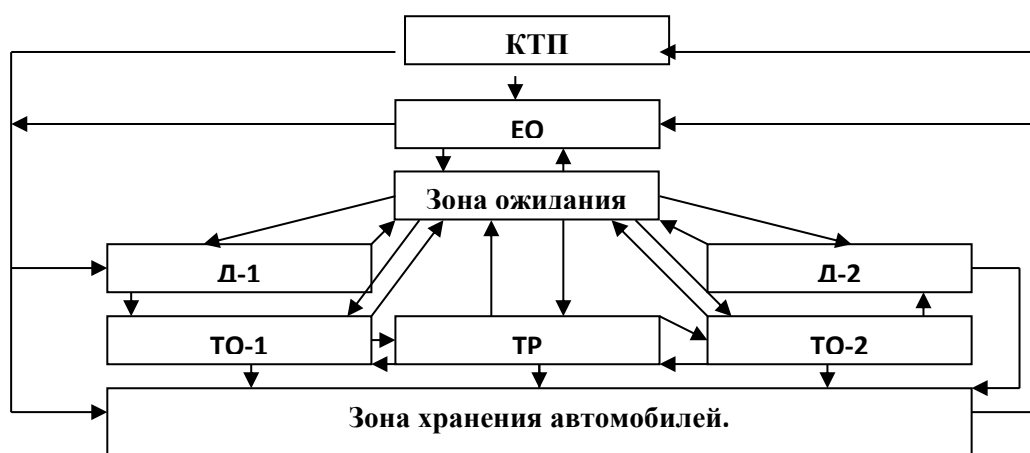 КТП
ЕО
Зона ожидания
Д-1
Д-2
ТО-1
ТР
ТО-2
Зона хранения автомобилей.